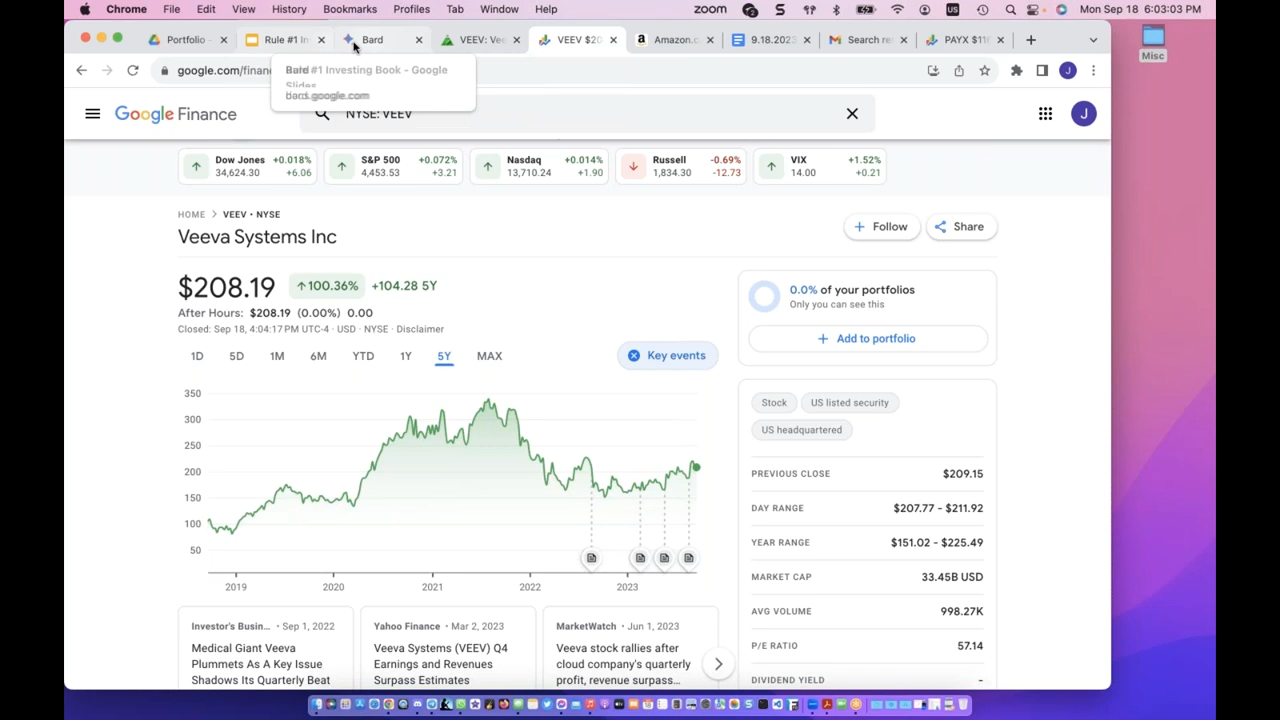 Chrome File Edit View History Bookmarks Profiles Tab Window Help zoom 2 US Mon Sep 18 6:03:03 PM
Portfolio - Rule #1 In Bard VEEV: Vee VEEV $20 Amazon.c 9.18.2023 Search re PAYX $11
google.com/finan J
#1 Investing Book - Google
Slides
bard.google.com
Misc
Google Finance NYSE: VEEV J
Dow Jones +0.018%
34,624.30 +6.06
S&P 500 +0.072%
4,453.53 +3.21
Nasdaq +0.014%
13,710.24 +1.90
Russell -0.69%
1,834.30 -12.73
VIX +1.52%
14.00 +0.21
HOME > VEEV • NYSE
Veeva Systems Inc
Follow Share
$208.19 100.36% +104.28 5Y
After Hours: $208.19 (0.00%) 0.00
Closed: Sep 18, 4:04:17 PM UTC-4 · USD · NYSE · Disclaimer
1D 5D 1M 6M YTD 1Y 5Y MAX
Key events
350
300
250
200
150
100
50
2019 2020 2021 2022 2023
Investor's Busin... • Sep 1, 2022
Medical Giant Veeva
Plummets As A Key Issue
Shadows Its Quarterly Beat
Yahoo Finance • Mar 2, 2023
Veeva Systems (VEEV) Q4
Earnings and Revenues
Surpass Estimates
MarketWatch • Jun 1, 2023
Veeva stock rallies after
cloud company's quarterly
profit, revenue surpass...
0.0% of your portfolios
Only you can see this
+ Add to portfolio
Stock US listed security
US headquartered
PREVIOUS CLOSE $209.15
DAY RANGE $207.77 - $211.92
YEAR RANGE $151.02 - $225.49
MARKET CAP 33.45B USD
AVG VOLUME 998.27K
P/E RATIO 57.14
DIVIDEND YIELD -